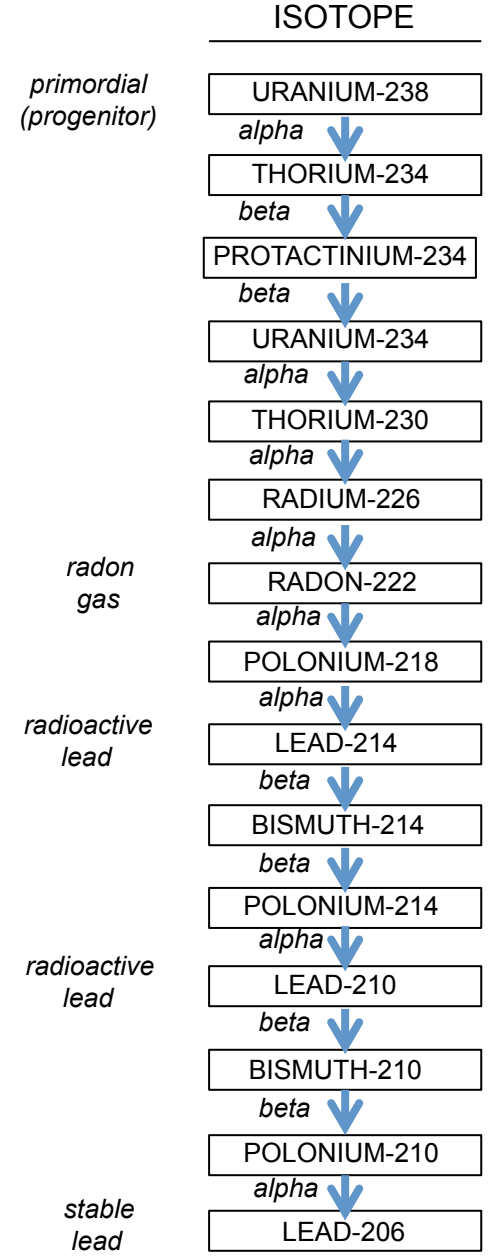 ISOTOPE
primordial
(progenitor)
URANIUM-238
alpha
THORIUM-234
beta
PROTACTINIUM-234
beta
URANIUM-234
alpha
THORIUM-230
alpha
RADIUM-226
alpha
radon
gas
RADON-222
alpha
POLONIUM-218
alpha
radioactive
lead
LEAD-214
beta
BISMUTH-214
beta
POLONIUM-214
alpha
radioactive
lead
LEAD-210
beta
BISMUTH-210
beta
POLONIUM-210
alpha
stable
lead
LEAD-206